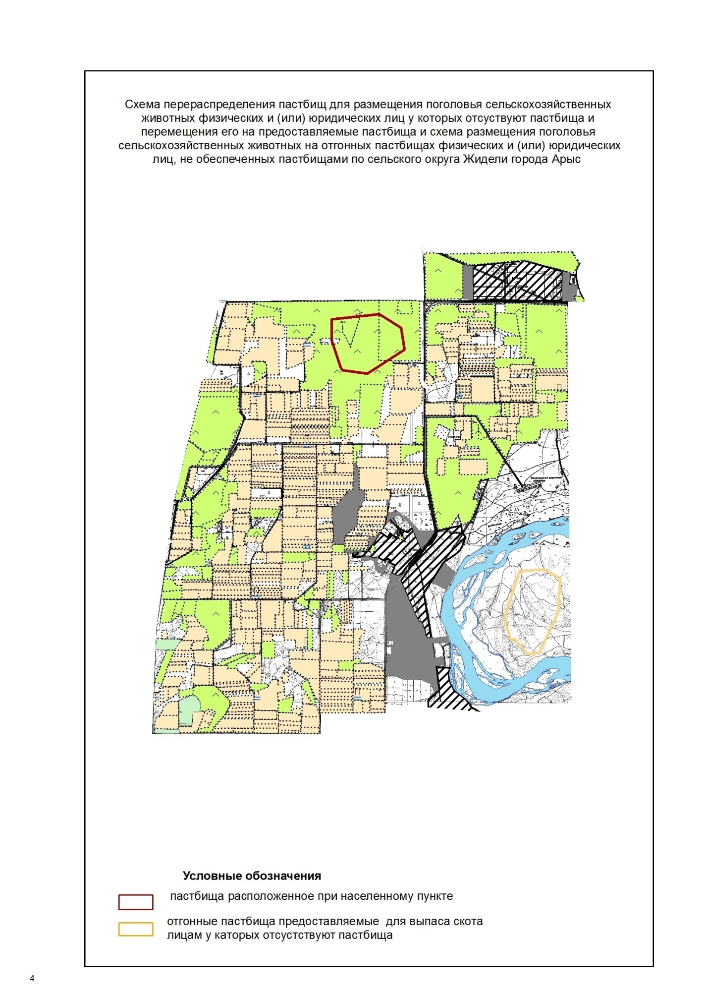 Схема перераспределения пастбищ для размещения поголовья сельскохозяйственных
животных физических и (или) юридических лиц у которых отсуствуют пастбища и
перемещения его на предоставляемые пастбища и схема размещения поголовья
сельскохозяйственных животных на отгонных пастбищах физических и (или) юридических
лиц, не обеспеченных пастбищами по сельского округа Жидели города Арыс
Условные обозначения
пастбища расположенное при населенному пункте
отгонные пастбища предоставляемые для выпаса скота
лицам у каторых отсустствуют пастбища
4